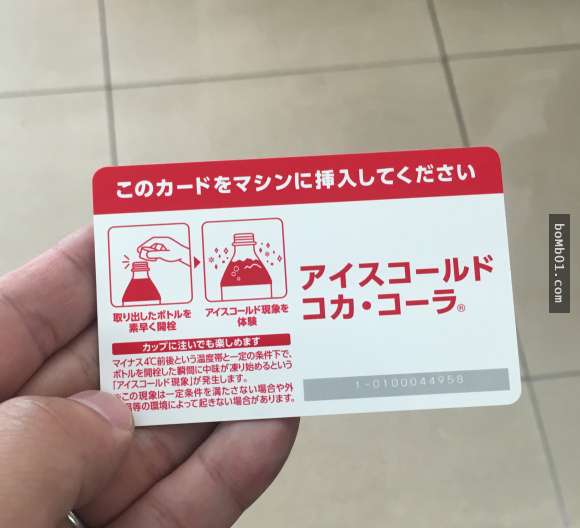 このカードをマシンに挿入してください
取り出したボトルを
素早く開栓
アイスコールド現象を
体験
アイスコールド
コカ・コーラ®
カップに注いでも楽しめます
マイナス4℃前後という温度帯と一定の条件下で、
ボトルを開栓した瞬間に中味が凍り始めるという
「アイスコールド現象」が発生します。
この現象は一定条件を満たさない場合や外
等の環境によって起きない場合があります。
1-0100044958
boMb01.com